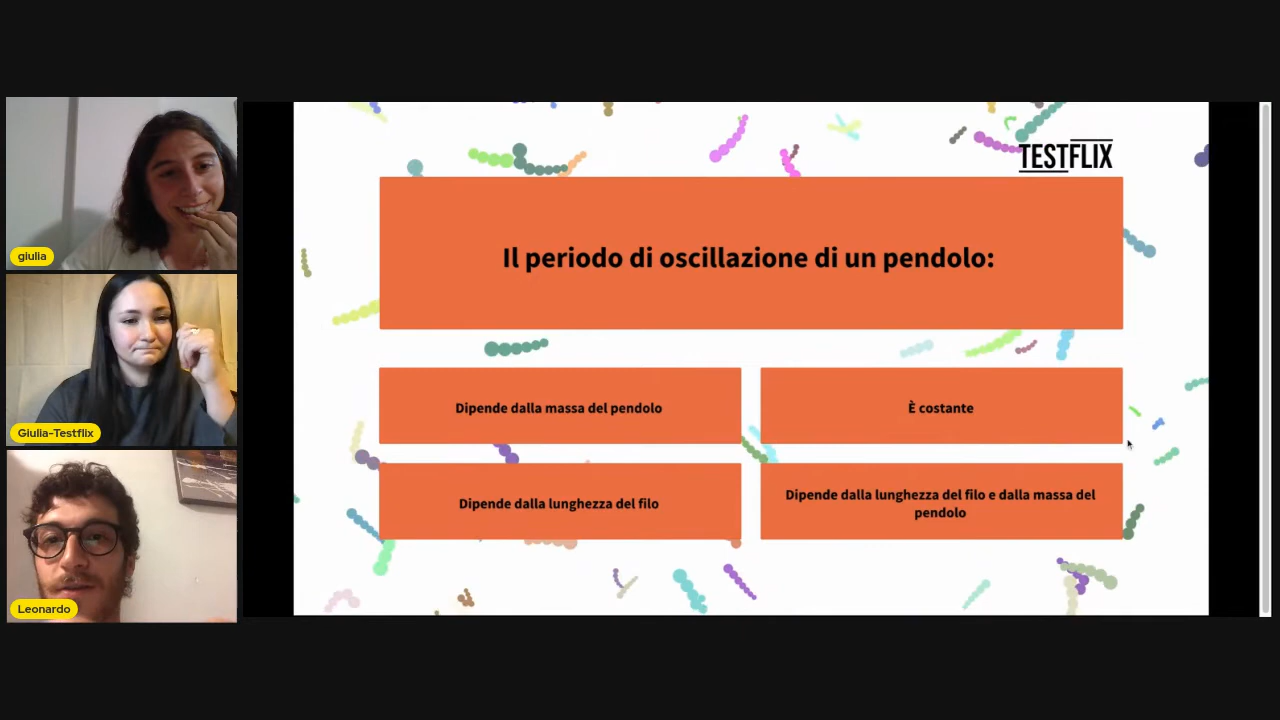 giulia
Giulia-Testflix
Leonardo
TESTFLIX
Il periodo di oscillazione di un pendolo:
Dipende dalla massa del pendolo
È costante
Dipende dalla lunghezza del filo
Dipende dalla lunghezza del filo e dalla massa del
pendolo